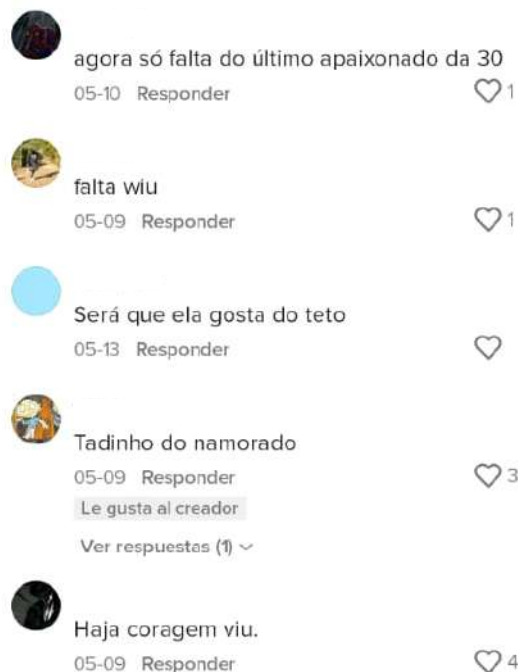 agora só falta do último apaixonado da 30
05-10 Responder 1
falta wiu
05-09 Responder 1
Será que ela gosta do teto
05-13 Responder
Tadinho do namorado
05-09 Responder 3
Le gusta al creador
Ver respuestas (1)
Haja coragem viu.
05-09 Responder 4